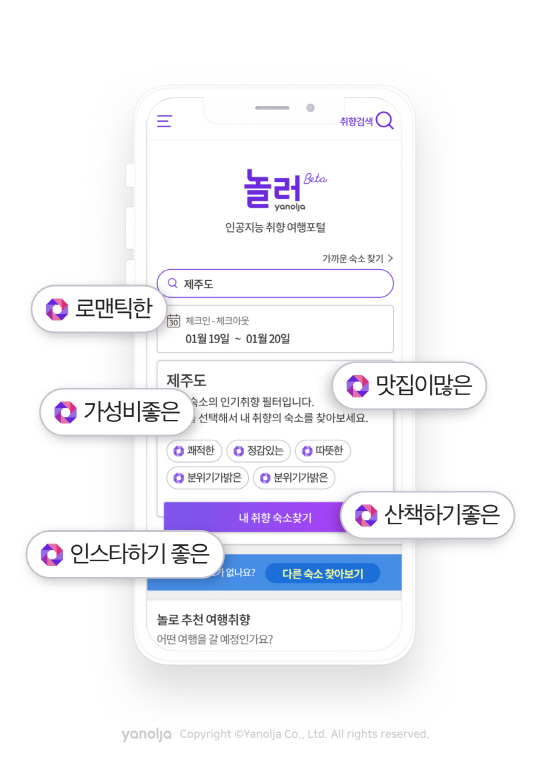 취향검색
놀러 Beta
yanolja
인공지능 취향 여행포털
가까운 숙소 찾기 >
제주도
로맨틱한
30 체크인 - 체크아웃
01월 19일 ~ 01월 20일
제주도
맛집이많은
가성비좋은
숙소의 인기취향 필터입니다.
선택해서 내 취향의 숙소를 찾아보세요.
쾌적한 정감있는 따뜻한
분위기가밝은 분위기가밝은
내 취향 숙소찾기
산책하기좋은
인스타하기 좋은
가 없나요? 다른 숙소 찾아보기
놀로 추천 여행취향
어떤 여행을 갈 예정인가요?
yanolja Copyright ©Yanolja Co., Ltd. All rights reserved.